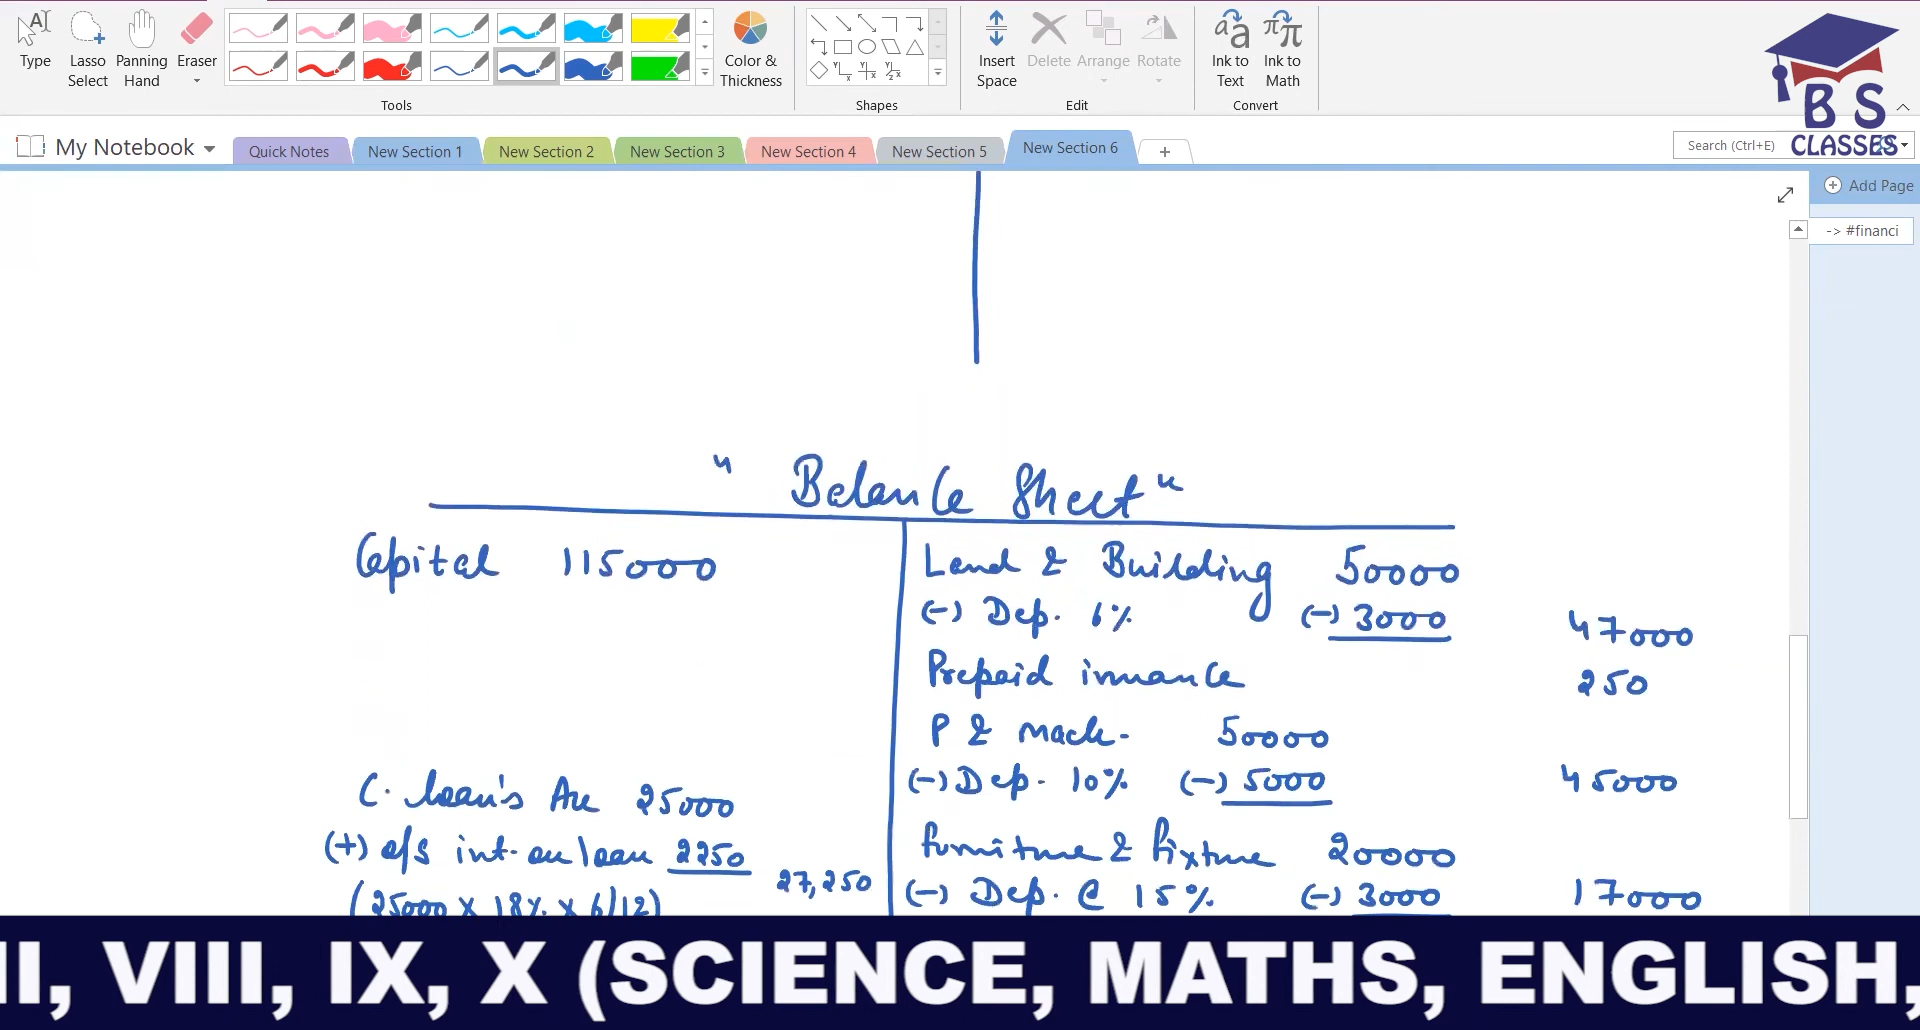 Type
Lasso Select
Panning Hand
Eraser
Color & Thickness
Insert Space
Delete
Arrange
Rotate
Ink to Text
Ink to Math
Tools
Shapes
Edit
Convert
BS
CLASSES
My Notebook
Quick Notes
New Section 1
New Section 2
New Section 3
New Section 4
New Section 5
New Section 6
Search (Ctrl+E)
Add Page
-> #financi
" Balance Sheet "
Capital 115000
Land & Building 50000
(-) Dep. 6% (-) 3000 47000
Prepaid insurance 250
P & mach. 50000
(-) Dep. 10% (-) 5000 45000
C. loan's A/c 25000
(+) o/s int. on loan 2250 27,250
(25000 x 18% x 6/12)
Furniture & fixture 20000
(-) Dep. @ 15% (-) 3000 17000
II, VIII, IX, X (SCIENCE, MATHS, ENGLISH,